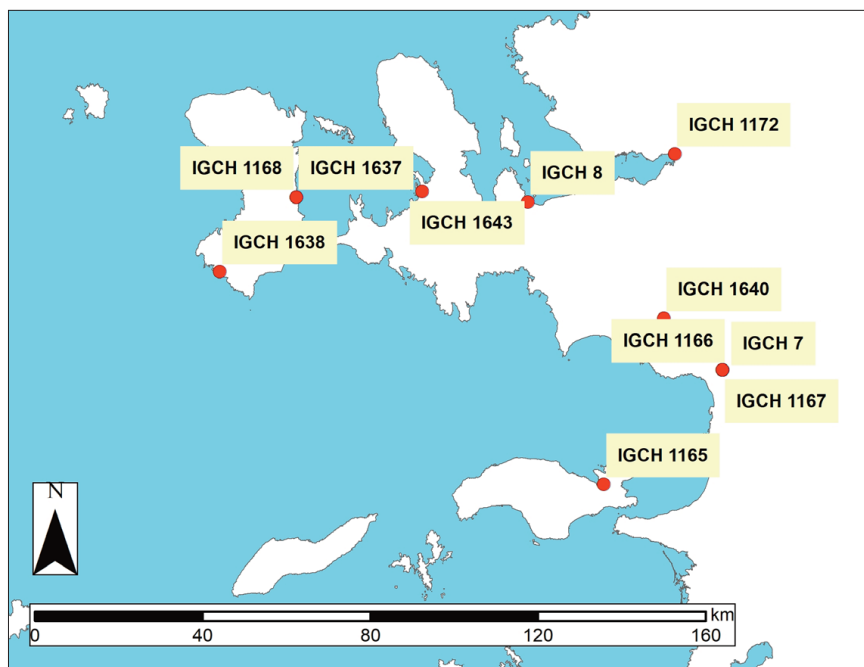 IGCH 1172
IGCH 1168
IGCH 1637
IGCH 8
IGCH 1643
IGCH 1638
IGCH 1640
IGCH 1166
IGCH 7
IGCH 1167
IGCH 1165
N
km
0 40 80 120 160